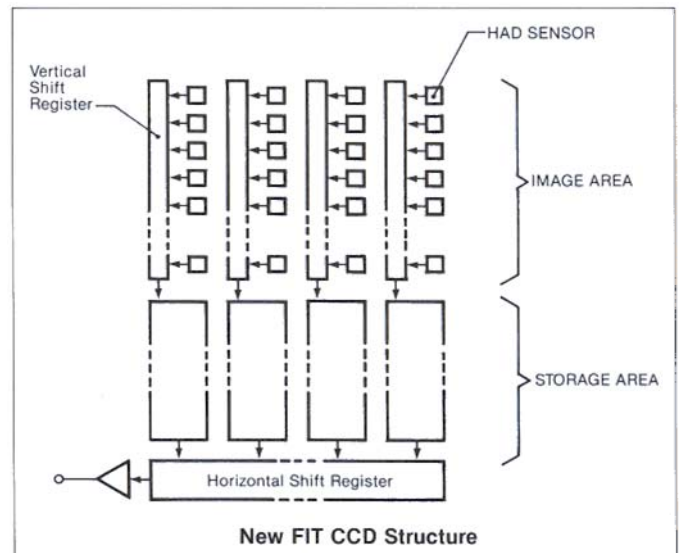 HAD SENSOR
Vertical
Shift
Register
IMAGE AREA
STORAGE AREA
Horizontal Shift Register
New FIT CCD Structure